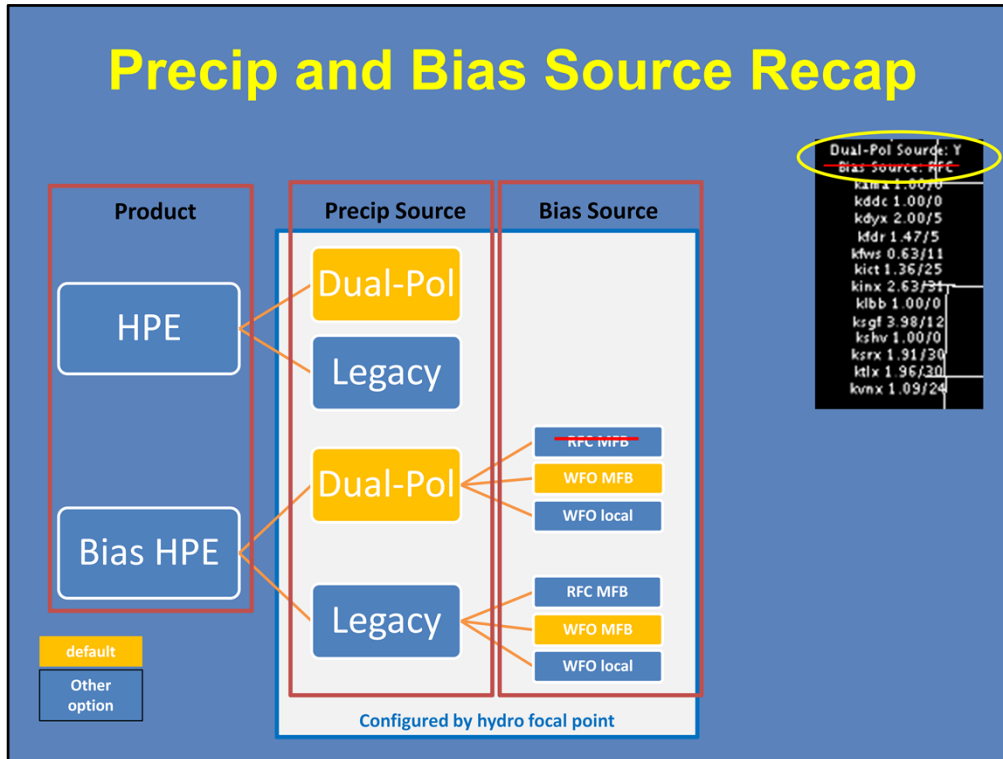 Precip and Bias Source Recap
Product
Precip Source
Bias Source
HPE
Dual-Pol
Legacy
Bias HPE
Dual-Pol
RFC MFB
WFO MFB
WFO local
Legacy
RFC MFB
WFO MFB
WFO local
default
Other
option
Configured by hydro focal point
Dual-Pol Source: Y
Bias Source: RFC
kama 1.00/0
kddc 1.00/0
kdyx 2.00/5
kfdr 1.47/5
kfws 0.63/11
kict 1.36/25
kinx 2.63/31
klbb 1.00/0
ksgf 3.98/12
kshv 1.00/0
ksrx 1.91/30
ktlx 1.96/30
kvnx 1.09/24